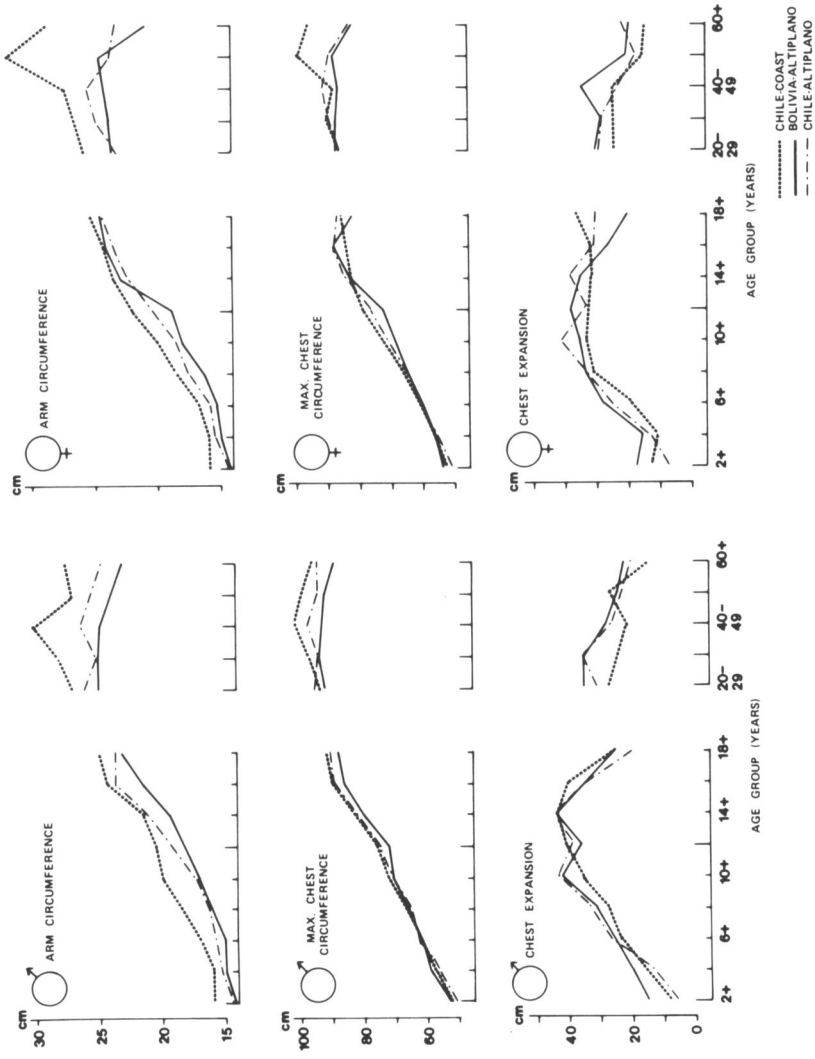 cm
30
25
20
15
ARM CIRCUMFERENCE
cm
ARM CIRCUMFERENCE
cm
100
80
60
MAX. CHEST
CIRCUMFERENCE
cm
MAX. CHEST
CIRCUMFERENCE
cm
40
20
0
CHEST EXPANSION
2+
6+
10+
14+
18+
20-
29
40-
49
60+
AGE GROUP (YEARS)
cm
CHEST EXPANSION
2+
6+
10+
14+
18+
20-
29
40-
49
60+
AGE GROUP (YEARS)
CHILE-COAST
BOLIVIA-ALTIPLANO
CHILE-ALTIPLANO